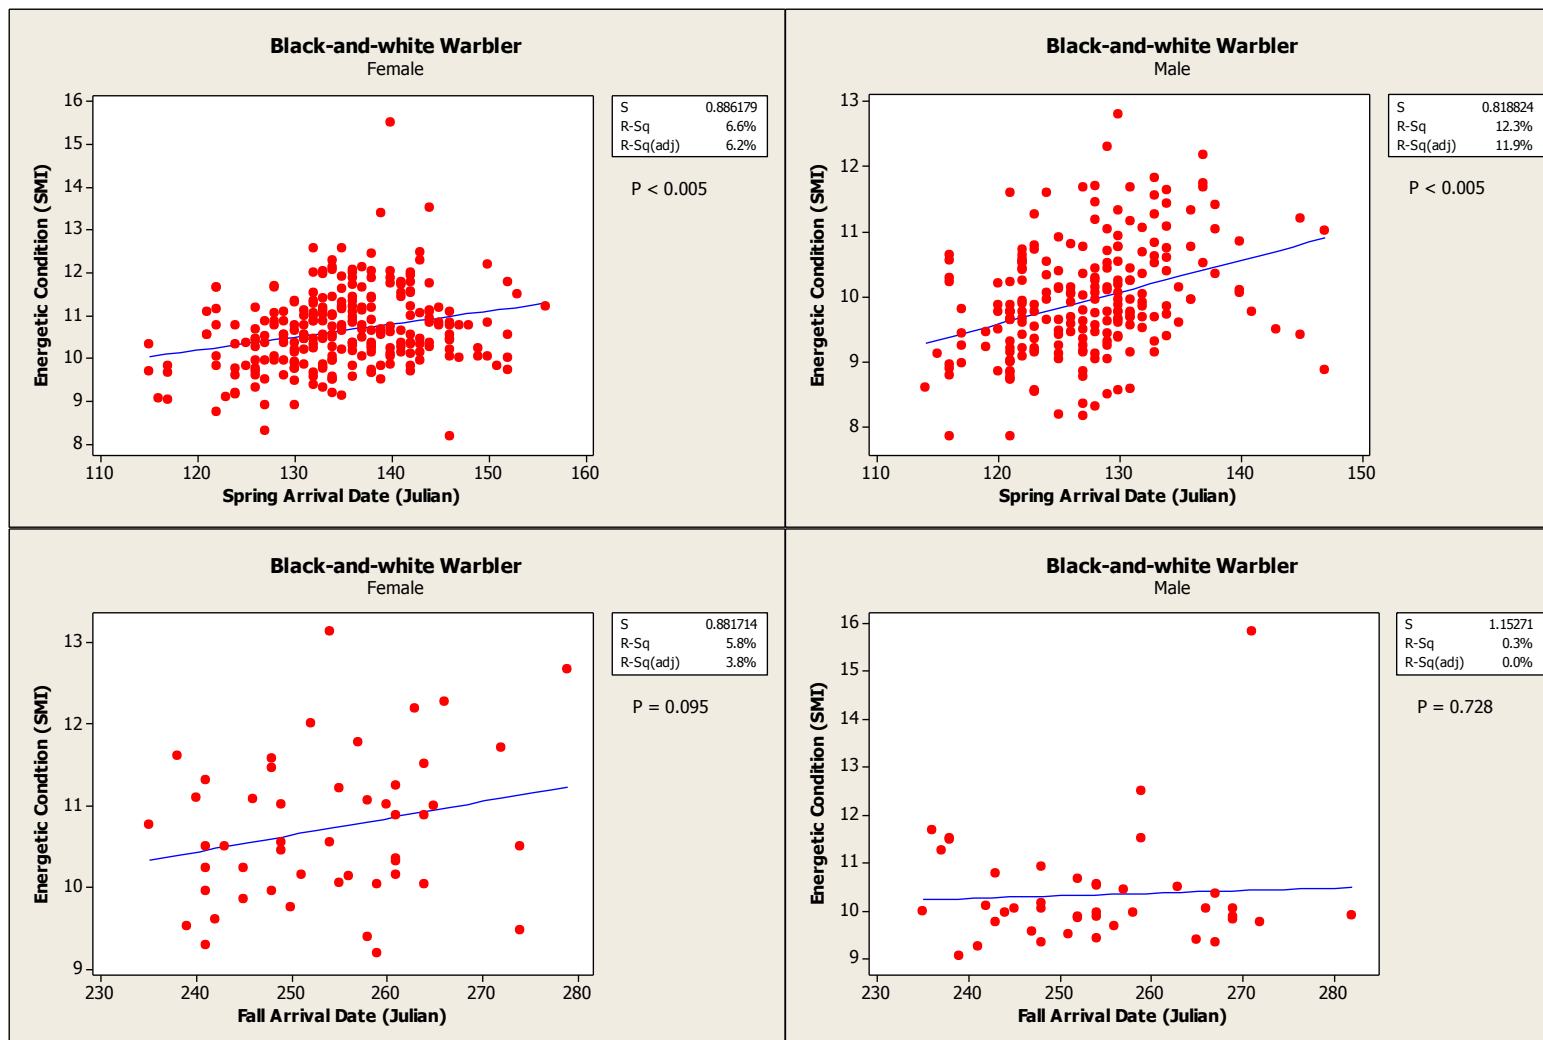 Black-and-white Warbler
Female
16
15
14
13
12
11
10
9
8
Energetic Condition (SMI)
110 120 130 140 150 160
Spring Arrival Date (Julian)
S 0.886179
R-Sq 6.6%
R-Sq(adj) 6.2%
P < 0.005
Black-and-white Warbler
Male
13
12
11
10
9
8
Energetic Condition (SMI)
110 120 130 140 150
Spring Arrival Date (Julian)
S 0.818824
R-Sq 12.3%
R-Sq(adj) 11.9%
P < 0.005
Black-and-white Warbler
Female
13
12
11
10
9
Energetic Condtion (SMI)
230 240 250 260 270 280
Fall Arrival Date (Julian)
S 0.881714
R-Sq 5.8%
R-Sq(adj) 3.8%
P = 0.095
Black-and-white Warbler
Male
16
15
14
13
12
11
10
9
Energetic Condition (SMI)
230 240 250 260 270 280
Fall Arrival Date (Julian)
S 1.15271
R-Sq 0.3%
R-Sq(adj) 0.0%
P = 0.728